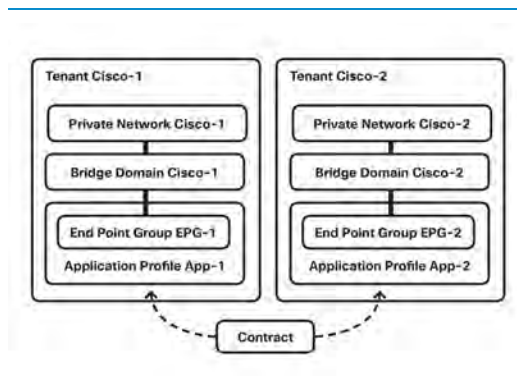 Tenant Cisco-1
Private Network Cisco-1
Bridge Domain Cisco-1
End Point Group EPG-1
Application Profile App-1
Tenant Cisco-2
Private Network Cisco-2
Bridge Domain Cisco-2
End Point Group EPG-2
Application Profile App-2
Contract